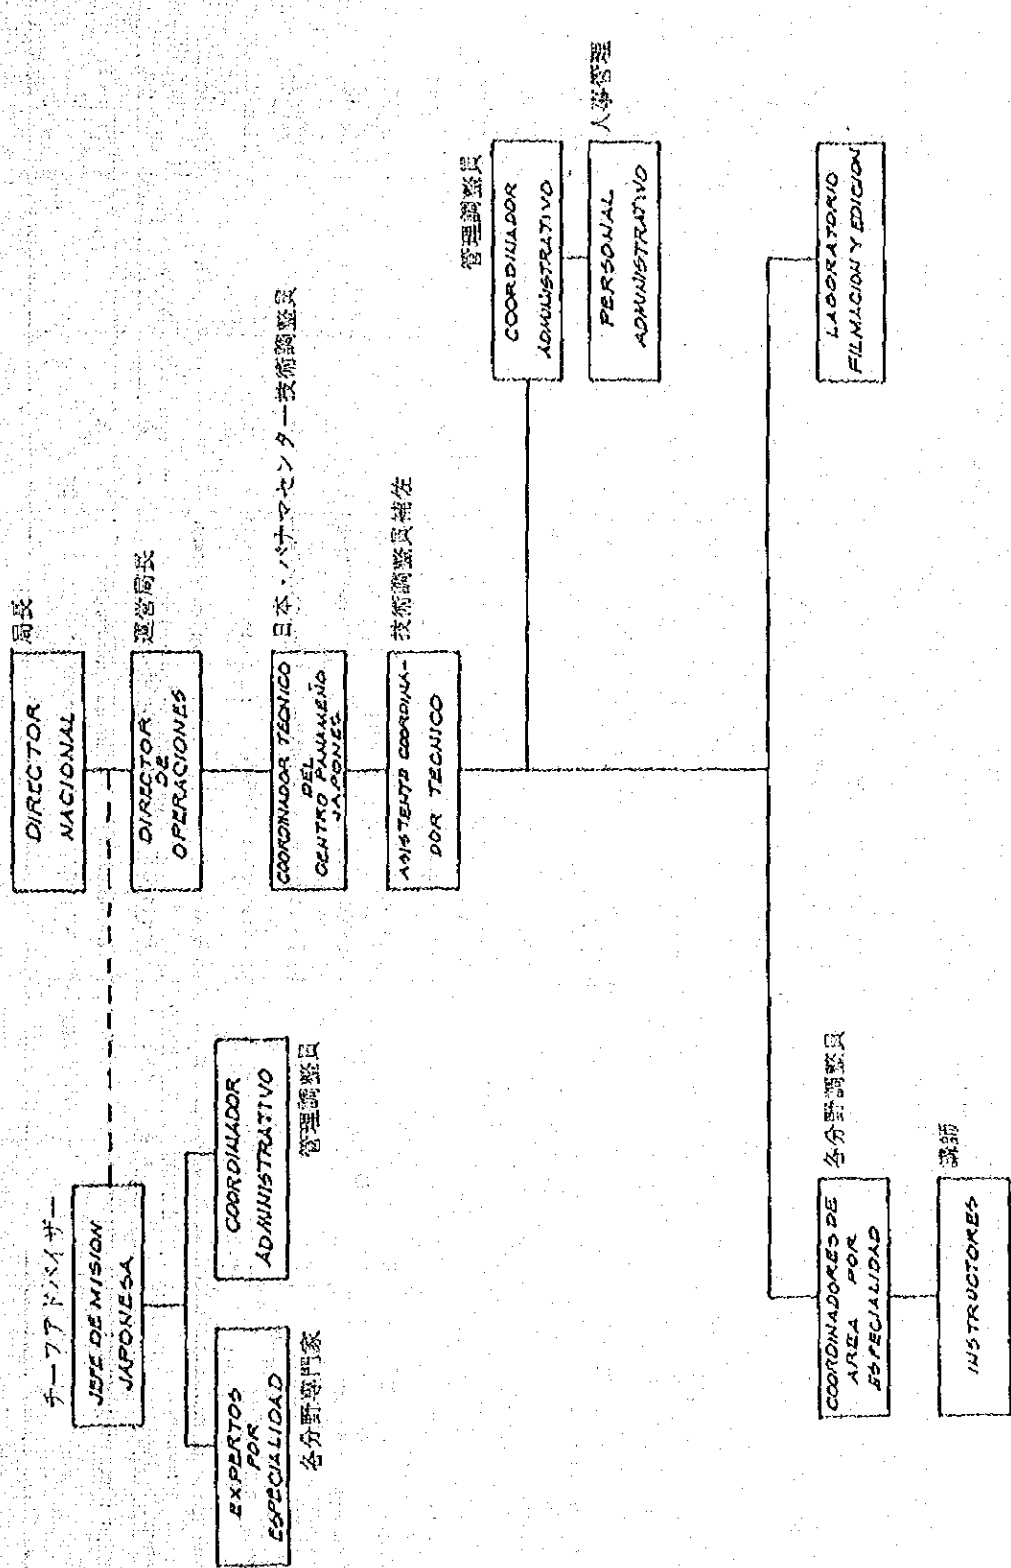 局長
DIRECTOR
NACIONAL
チーフアドバイザー
JEFE DE MISION
JAPONESA
運営局長
DIRECTOR
DE
OPERACIONES
EXPERTOS
POR
ESPECIALIDAD
各分野専門家
COORDINADOR
ADMINISTRATIVO
管理調整員
日本・パナマセンター技術調整員
COORDINADOR TECNICO
DEL
CENTRO PANAMEÑO
JAPONES
技術調整員補佐
ASISTENTE COORDINA-
DOR TECNICO
管理調整員
COORDINADOR
ADMINISTRATIVO
人事管理
PERSONAL
ADMINISTRATIVO
各分野調整員
COORDINADORES DE
AREA POR
ESPECIALIDAD
LABORATORIO
FILMACION Y EDICION
講師
INSTRUCTORES